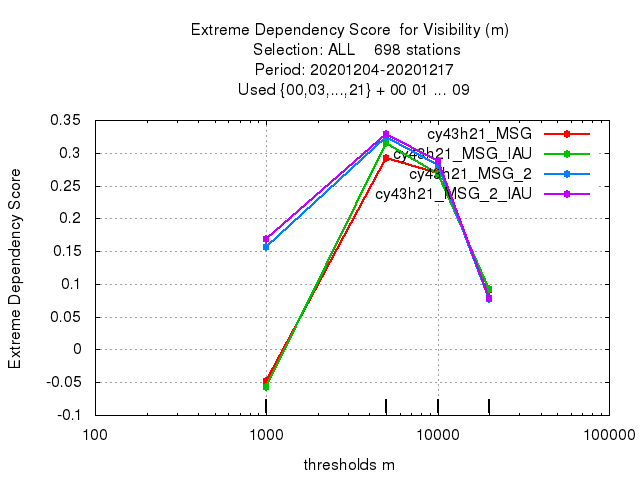 Extreme Dependency Score  for Visibility (m)
Selection: ALL    698 stations
Period: 20201204-20201217
Used {00,03,...,21} + 00 01 ... 09
0.35
0.3
0.25
0.2
0.15
0.1
0.05
0
-0.05
-0.1
Extreme Dependency Score
cy43h21_MSG
cy43h21_MSG_IAU
cy43h21_MSG_2
cy43h21_MSG_2_IAU
100 1000 10000 100000
thresholds m